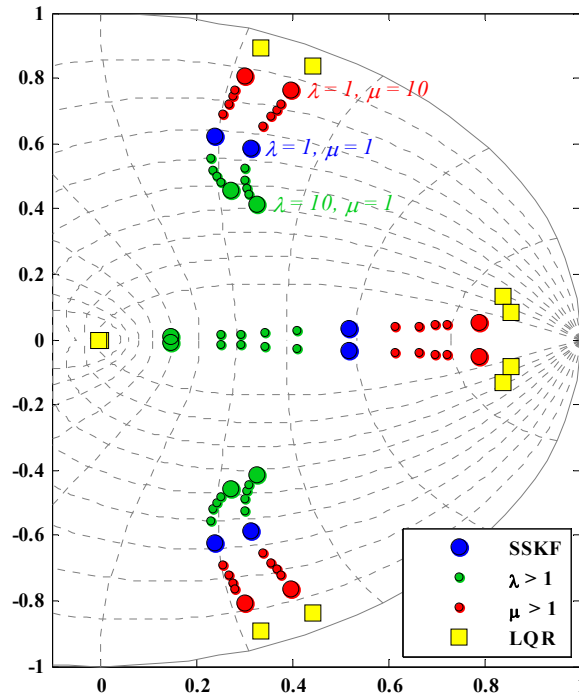 1
0.8
0.6
0.4
0.2
0
-0.2
-0.4
-0.6
-0.8
-1
λ = 1, μ = 10
λ = 1, μ = 1
λ = 10, μ = 1
SSKF
λ > 1
μ > 1
LQR
0 0.2 0.4 0.6 0.8